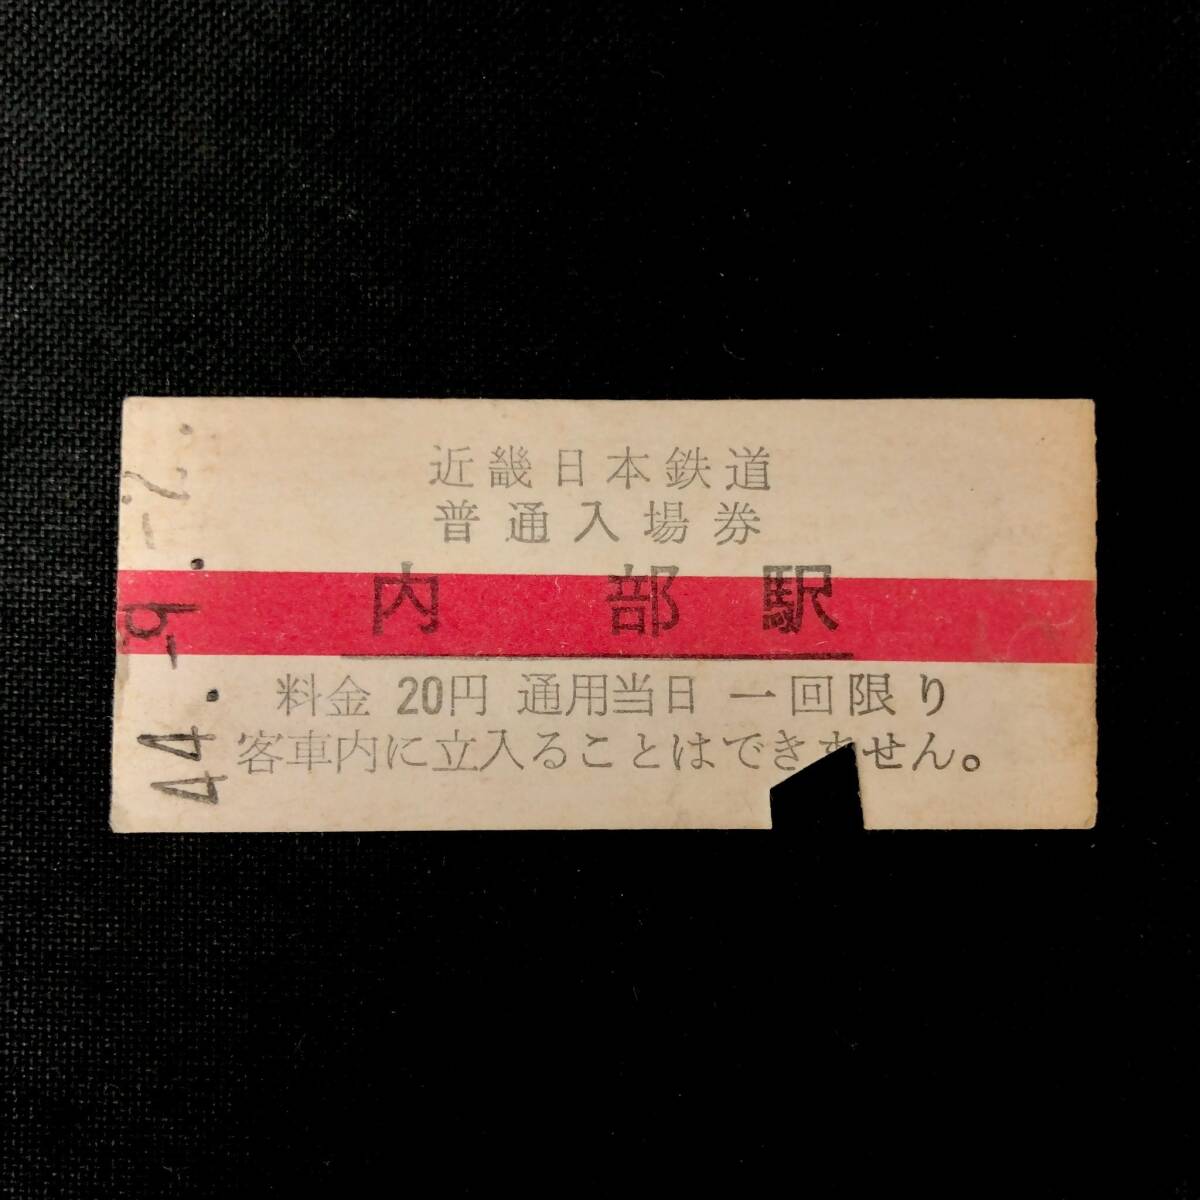 近畿日本鉄道
普通入場券
内部駅
料金 20円 通用当日 一回限り
客車内に立入ることはできません。
44.-9.-2.